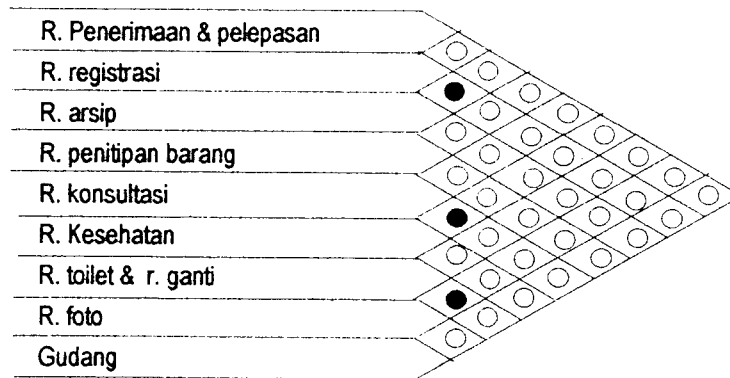 R. Penerimaan & pelepasan
R. registrasi
R. arsip
R. penitipan barang
R. konsultasi
R. Kesehatan
R. toilet & r. ganti
R. foto
Gudang